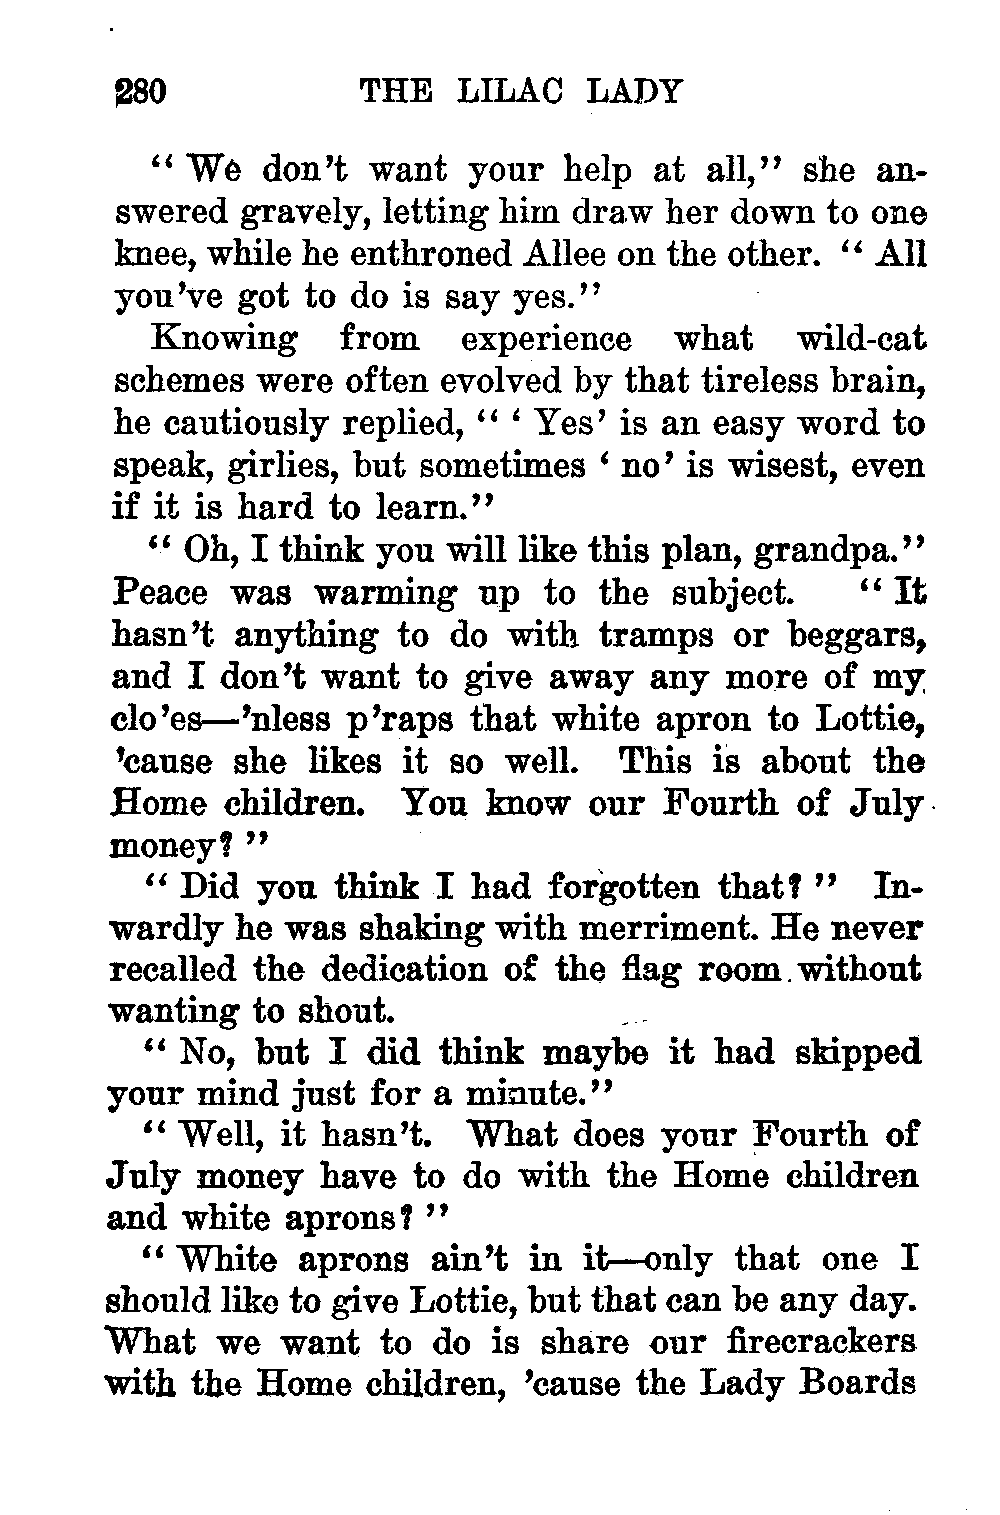 280 THE LILAC LADY
“ We don’t want your help at all,” she an-
swered gravely, letting him draw her down to one
knee, while he enthroned Allee on the other. “ All
you’ve got to do is say yes.”
Knowing from experience what wild-cat
schemes were often evolved by that tireless brain,
he cautiously replied, “ ‘ Yes’ is an easy word to
speak, girlies, but sometimes ‘ no’ is wisest, even
if it is hard to learn.”
“ Oh, I think you will like this plan, grandpa.”
Peace was warming up to the subject. “ It
hasn’t anything to do with tramps or beggars,
and I don’t want to give away any more of my
clo’es—’nless p’raps that white apron to Lottie,
’cause she likes it so well. This is about the
Home children. You know our Fourth of July
money? ”
“ Did you think I had forgotten that? ” In-
wardly he was shaking with merriment. He never
recalled the dedication of the flag room without
wanting to shout.
“ No, but I did think maybe it had skipped
your mind just for a minute.”
“ Well, it hasn’t. What does your Fourth of
July money have to do with the Home children
and white aprons? ”
“ White aprons ain’t in it—only that one I
should like to give Lottie, but that can be any day.
What we want to do is share our firecrackers
with the Home children, ’cause the Lady Boards